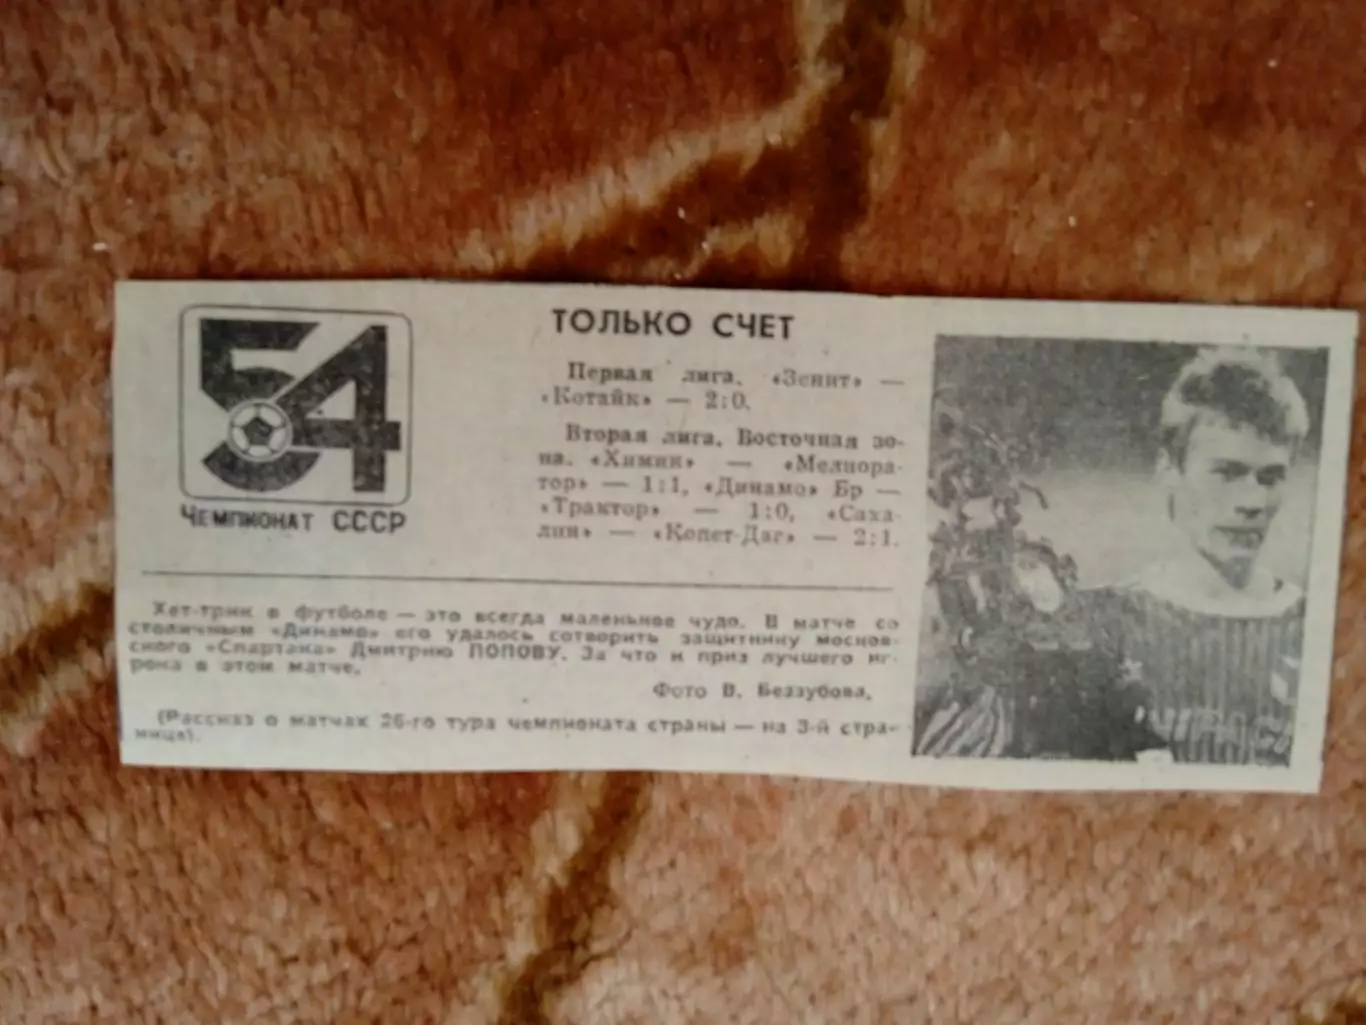 54
ЧЕМПИОНАТ СССР
ТОЛЬКО СЧЕТ
Первая лига. «Зенит» —
«Котайк» — 2:0.
Вторая лига. Восточная зо-
на. «Химик» — «Мелиора-
тор» — 1:1, «Динамо» Бр —
«Трактор» — 1:0, «Саха-
лин» — «Копет-Даг» — 2:1.
Хет-трик в футболе — это всегда маленькое чудо. В матче со
столичным «Динамо» его удалось сотворить защитнику москов-
ского «Спартака» Дмитрию ПОПОВУ. За что и приз лучшего иг-
рока в этом матче.
Фото В. Беззубова.
(Рассказ о матчах 26-го тура чемпионата страны — на 3-й стра-
нице).